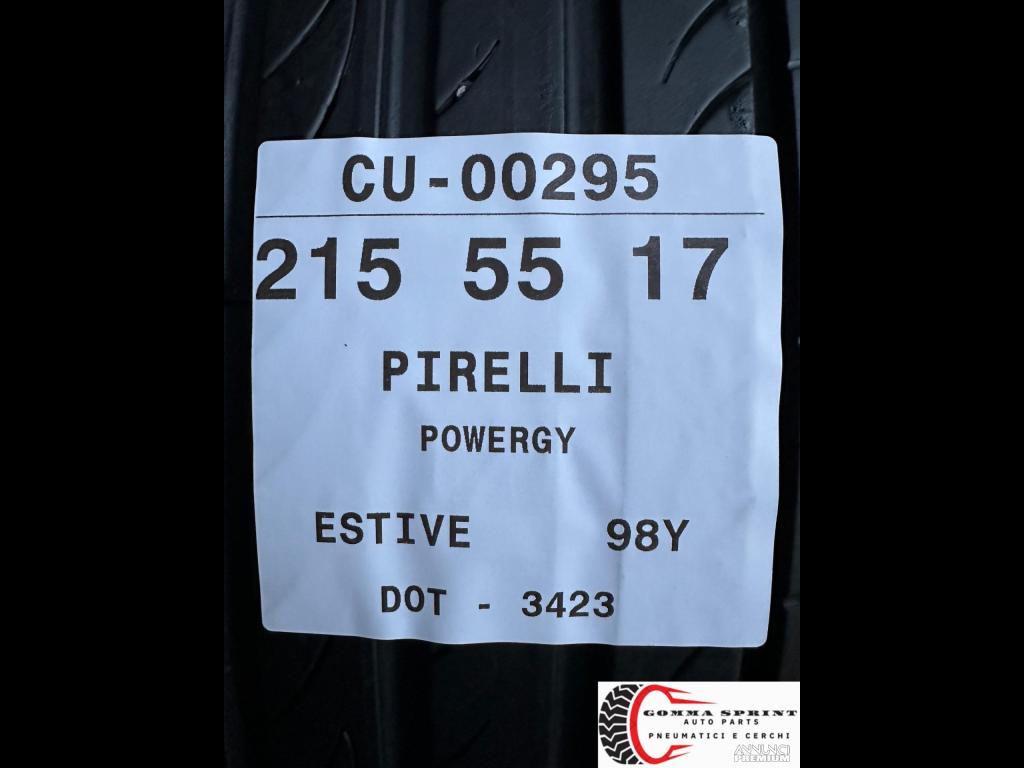 CU-00295
215 55 17
PIRELLI
POWERGY
ESTIVE 98Y
DOT - 3423
GOMMA SPRINT
AUTO PARTS
PNEUMATICI E CERCHI
ANNUNCI
PREMIUM